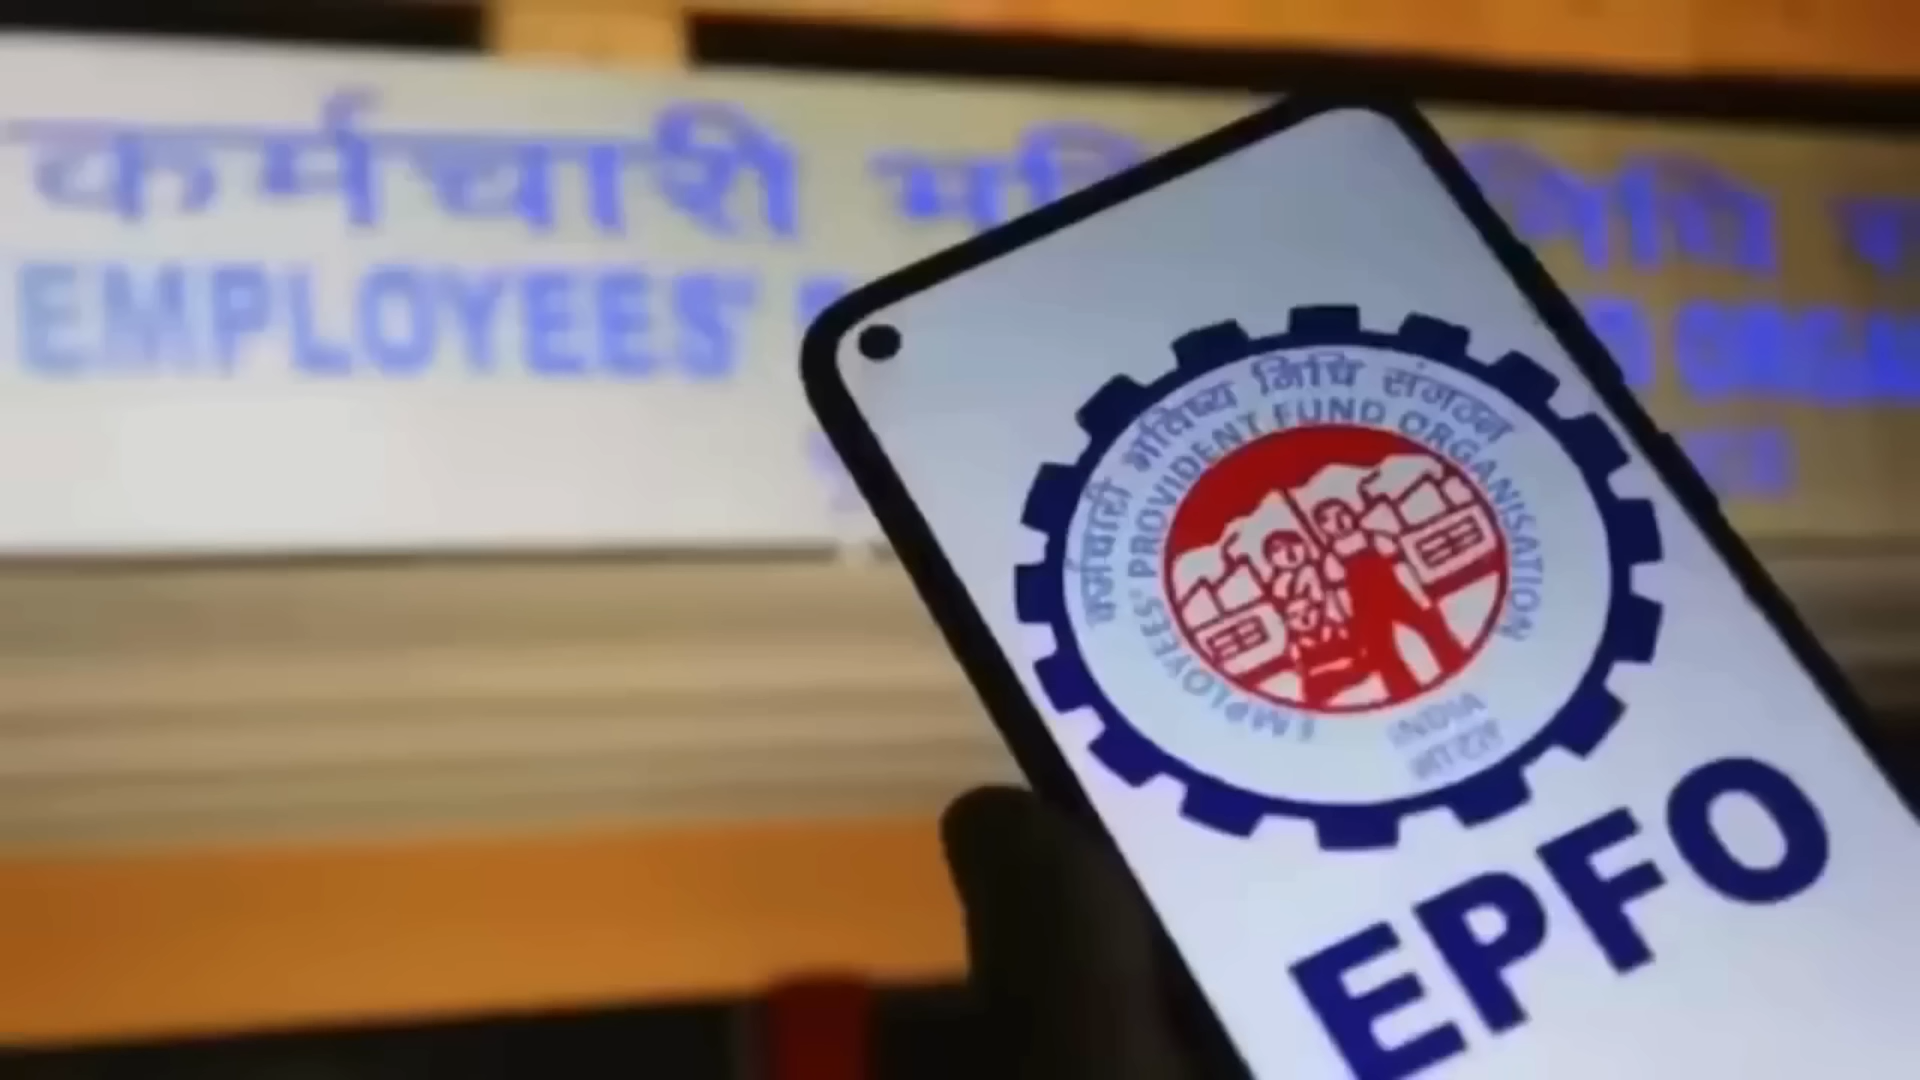 कर्मचारी
EMPLOYEES'
कर्मचारी भविष्य निधि संगठन
EMPLOYEES' PROVIDENT FUND ORGANISATION
INDIA
भारत
EPFO